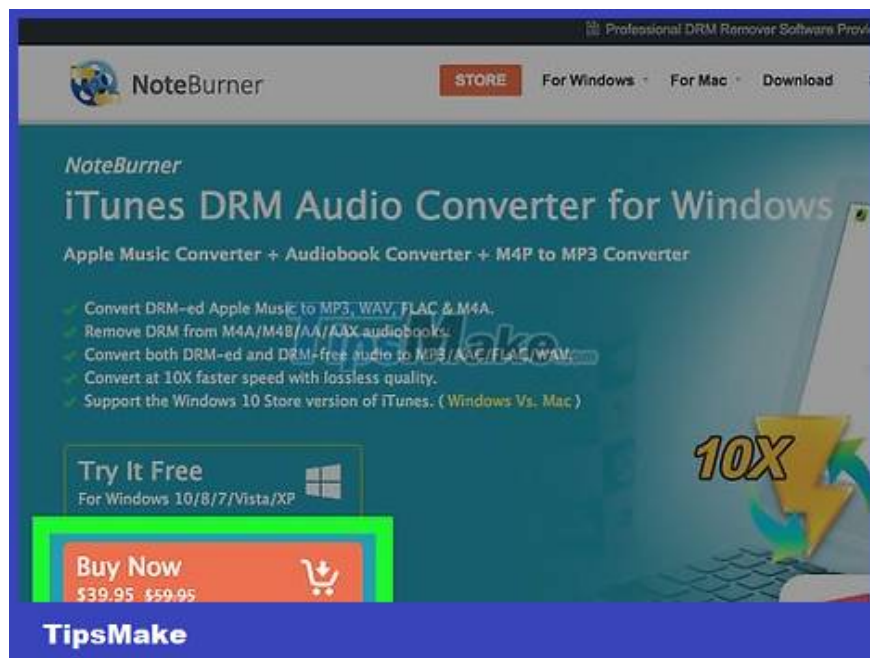 Professional DRM Remover Software Provi
NoteBurner
STORE For Windows For Mac Download
NoteBurner
iTunes DRM Audio Converter for Windows
Apple Music Converter + Audiobook Converter + M4P to MP3 Converter
Convert DRM-ed Apple Music to MP3, WAV, FLAC & M4A.
Remove DRM from M4A/M4B/AA/AAX audiobooks.
Convert both DRM-ed and DRM-free audio to MP3/AAC/FLAC/WAV.
Convert at 10X faster speed with lossless quality.
Support the Windows 10 Store version of iTunes. ( Windows Vs. Mac )
TipsMake.com
Try It Free
For Windows 10/8/7/Vista/XP
10X
Buy Now
$39.95 $59.95
TipsMake